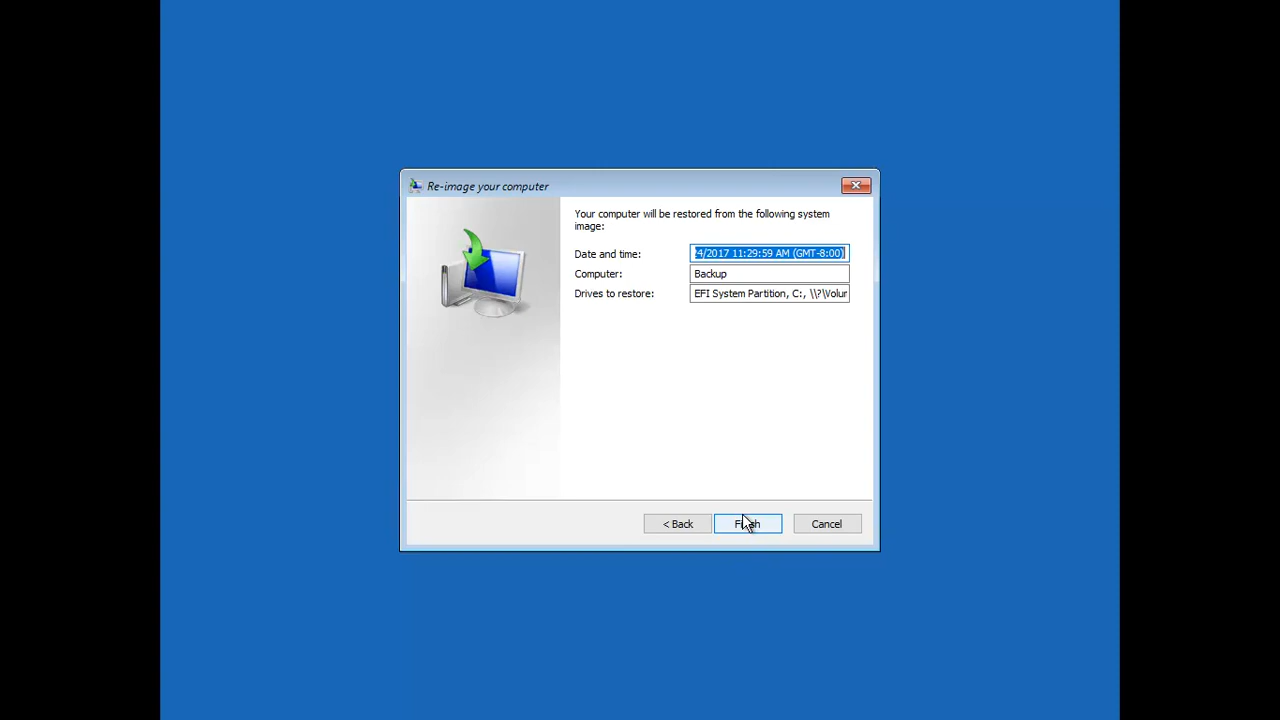 Re-image your computer
Your computer will be restored from the following system
image:
Date and time: 4/2017 11:29:59 AM (GMT-8:00)
Computer: Backup
Drives to restore: EFI System Partition, C:, \\?\Volur
< Back
Cancel